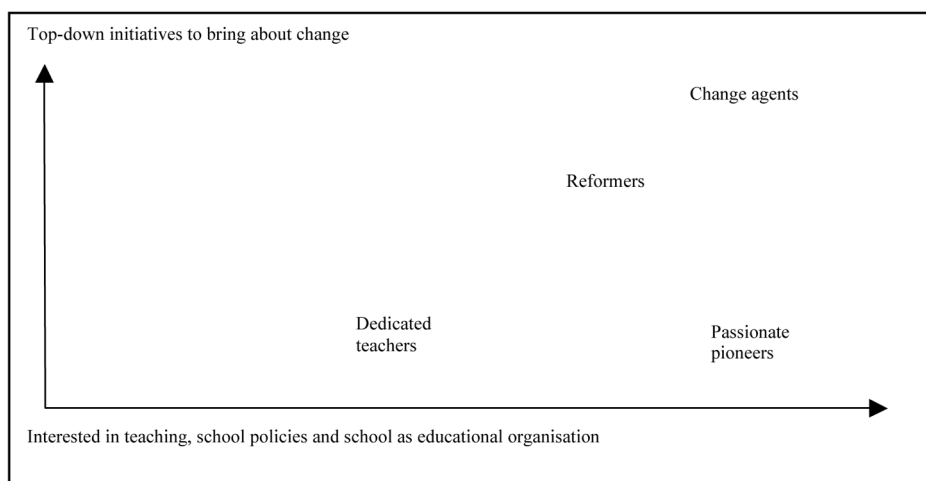 Top-down initiatives to bring about change
Change agents
Reformers
Dedicated
teachers
Passionate
pioneers
Interested in teaching, school policies and school as educational organisation